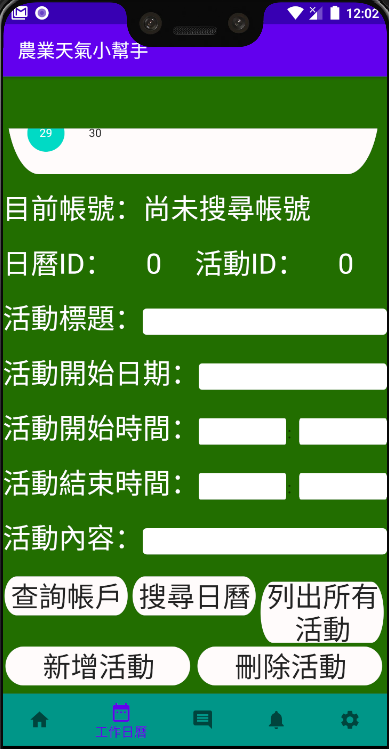 12:02
農業天氣小幫手
29 30
目前帳號：尚未搜尋帳號
日曆ID： 0 活動ID： 0
活動標題：
活動開始日期：
活動開始時間： :
活動結束時間： :
活動內容：
查詢帳戶 搜尋日曆 列出所有
活動
新增活動 刪除活動
工作日曆